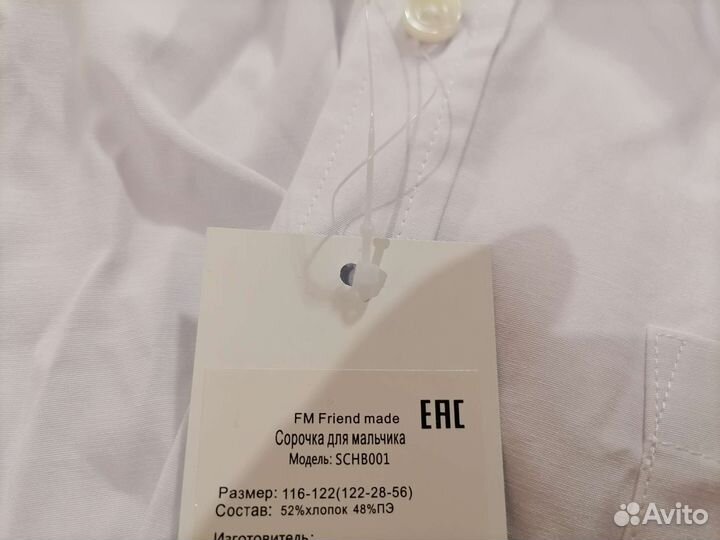 FM Friend made
EAC
Сорочка для мальчика
Модель: SCHB001
Размер: 116-122(122-28-56)
Состав: 52%хлопок 48%ПЭ
Изготовитель:
Avito